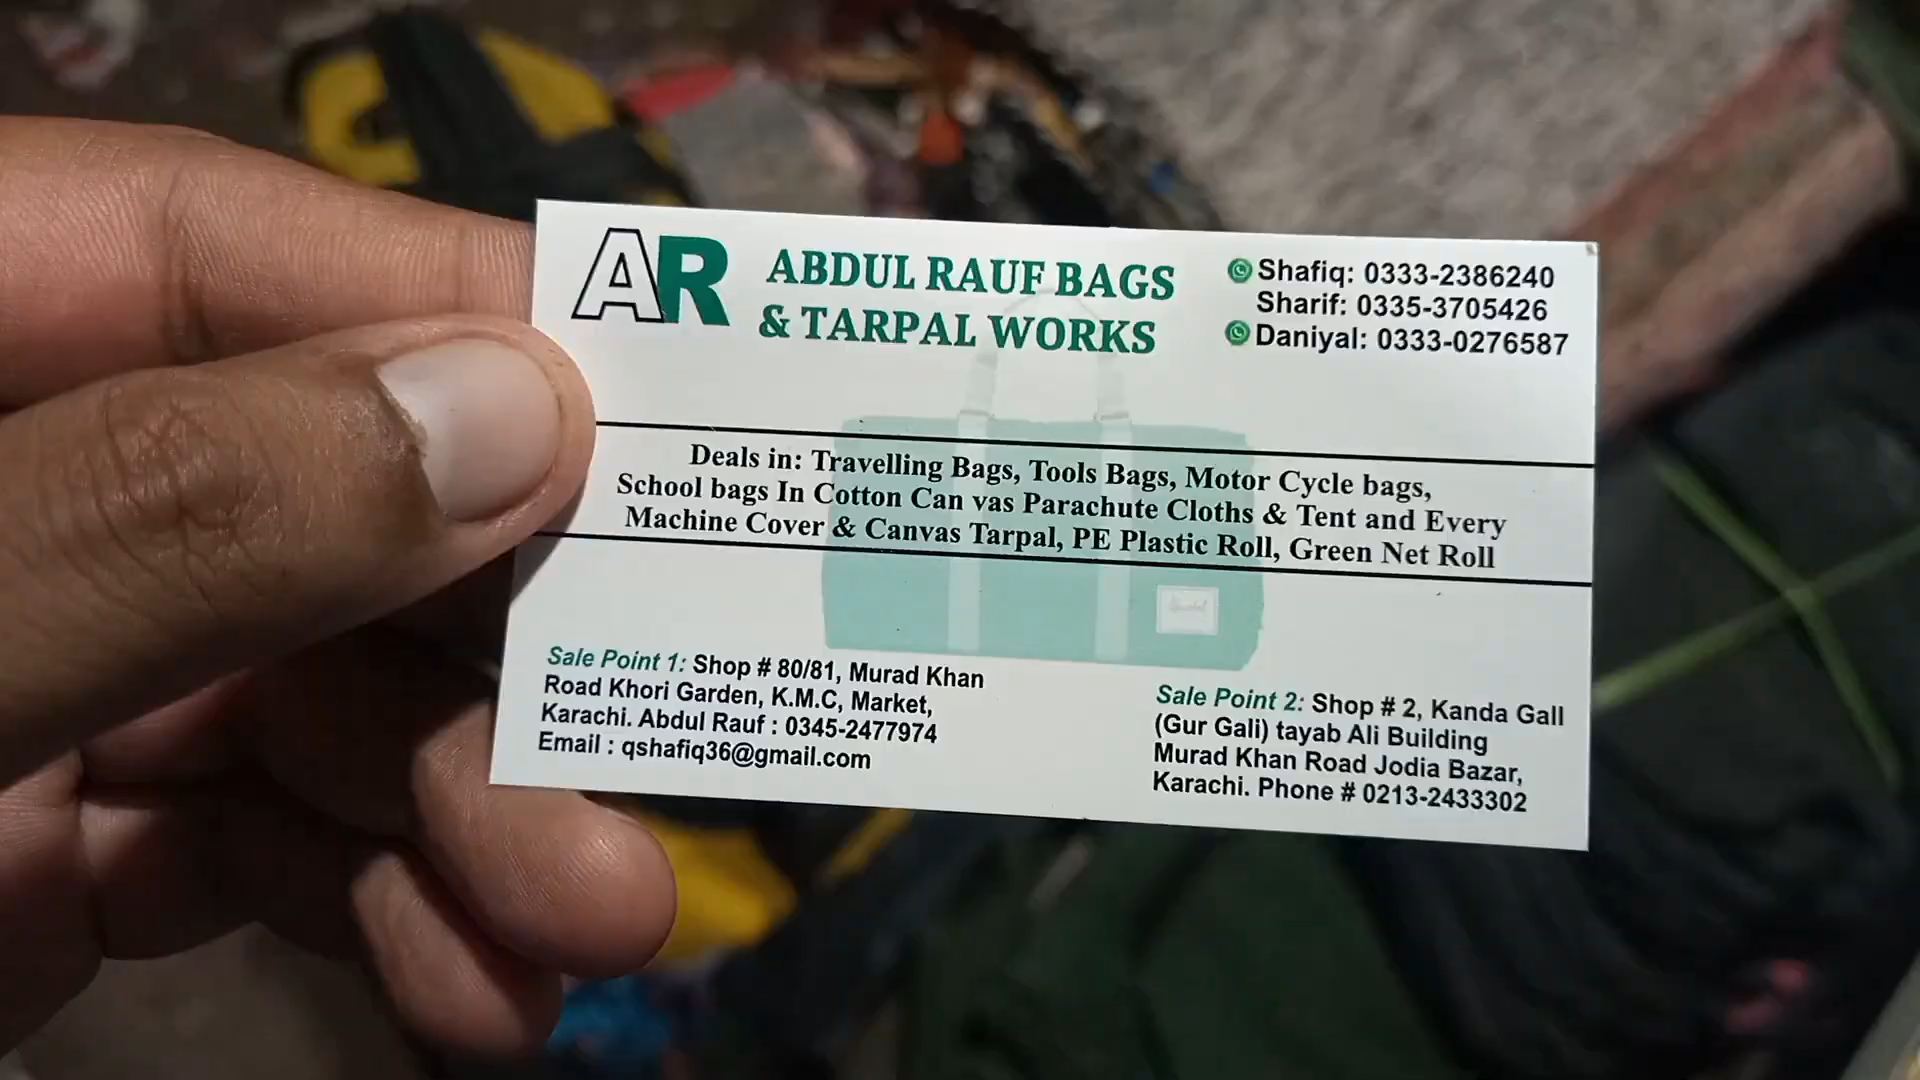 AR
ABDUL RAUF BAGS
& TARPAL WORKS
Shafiq: 0333-2386240
Sharif: 0335-3705426
Daniyal: 0333-0276587
Deals in: Travelling Bags, Tools Bags, Motor Cycle bags,
School bags In Cotton Can vas Parachute Cloths & Tent and Every
Machine Cover & Canvas Tarpal, PE Plastic Roll, Green Net Roll
Sale Point 1: Shop # 80/81, Murad Khan
Road Khori Garden, K.M.C, Market,
Karachi. Abdul Rauf : 0345-2477974
Email : qshafiq36@gmail.com
Sale Point 2: Shop # 2, Kanda Gall
(Gur Gali) tayab Ali Building
Murad Khan Road Jodia Bazar,
Karachi. Phone # 0213-2433302